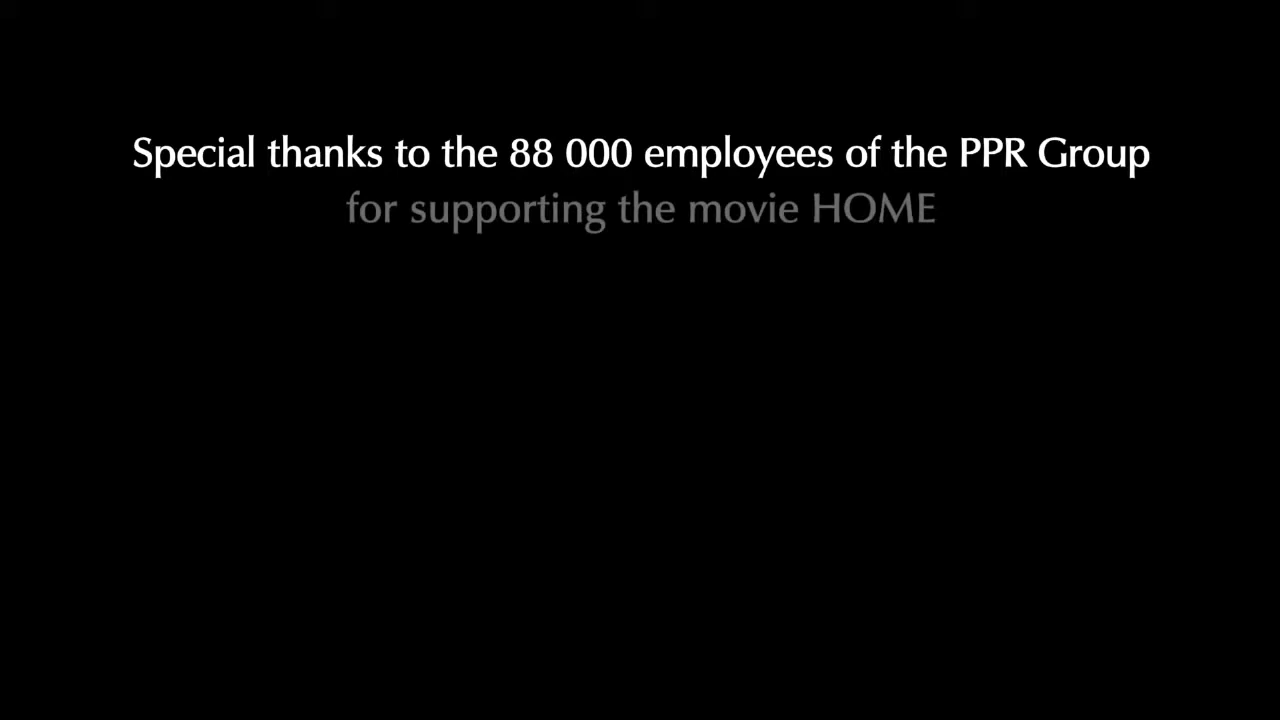 Special thanks to the 88 000 employees of the PPR Group
for supporting the movie HOME